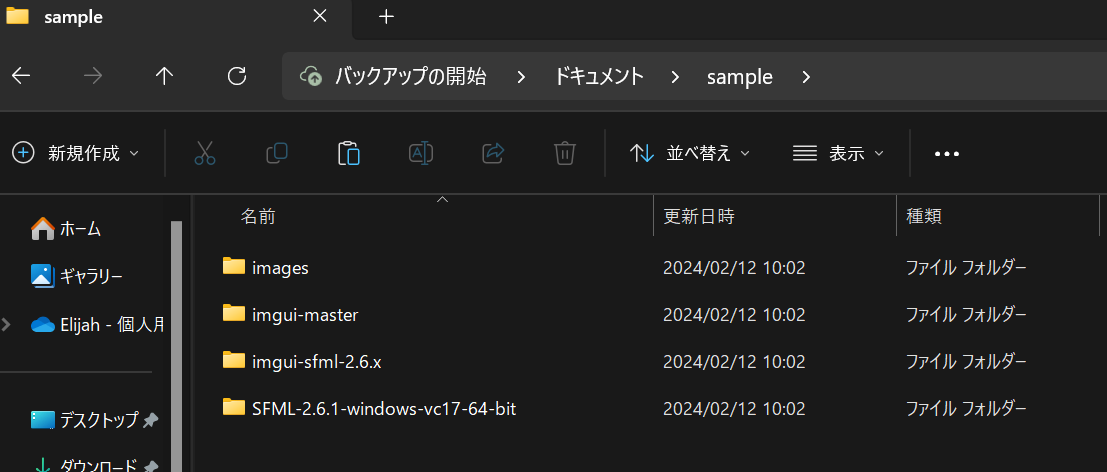 sample
バックアップの開始 > ドキュメント > sample >
新規作成 並べ替え 表示
名前 更新日時 種類
ホーム
ギャラリー
Elijah - 個人用
デスクトップ
ダウンロード
images 2024/02/12 10:02 ファイル フォルダー
imgui-master 2024/02/12 10:02 ファイル フォルダー
imgui-sfml-2.6.x 2024/02/12 10:02 ファイル フォルダー
SFML-2.6.1-windows-vc17-64-bit 2024/02/12 10:02 ファイル フォルダー